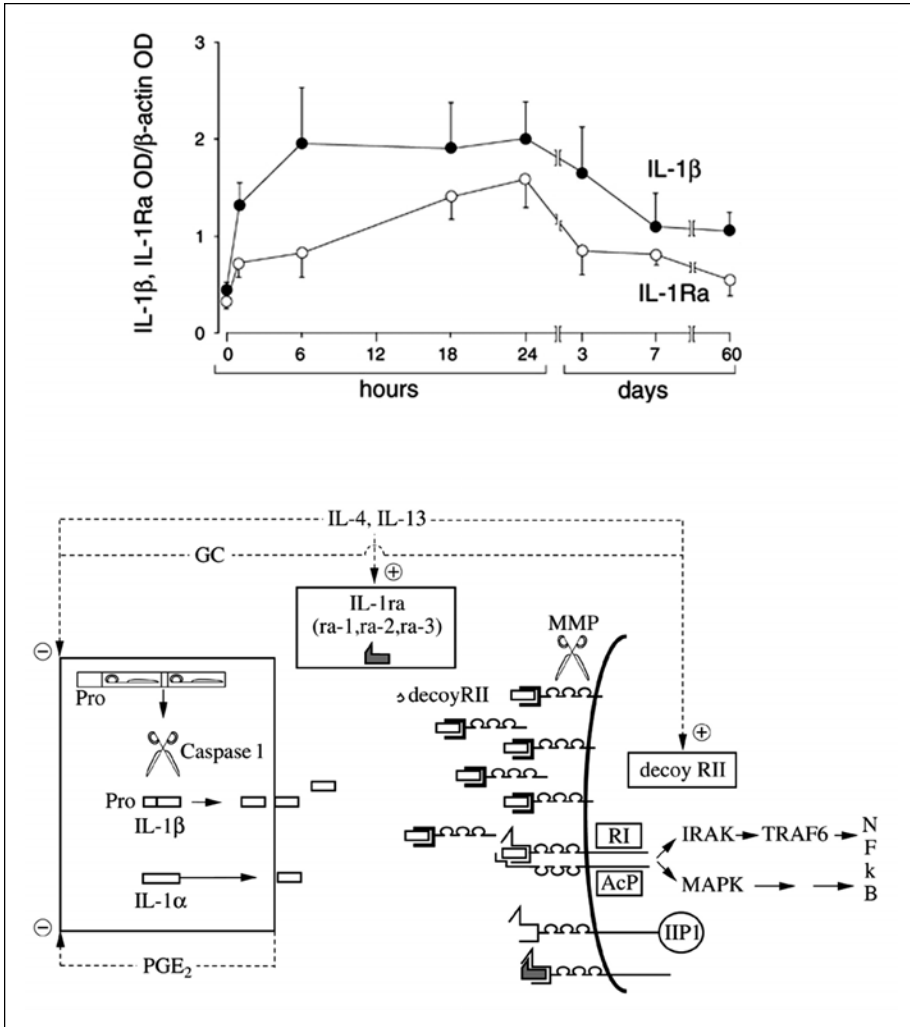 IL-1β, IL-1Ra OD/β-actin OD
3
2
1
0
IL-1β
IL-1Ra
0 6 12 18 24 3 7 60
hours days
IL-4, IL-13
GC
+
IL-1ra
(ra-1,ra-2,ra-3)
MMP
−
Pro
s decoyRII
Caspase 1
+
decoy RII
Pro
IL-1β
RI
IRAK TRAF6
NFkB
AcP
MAPK
IL-1α
−
IIP1
PGE₂